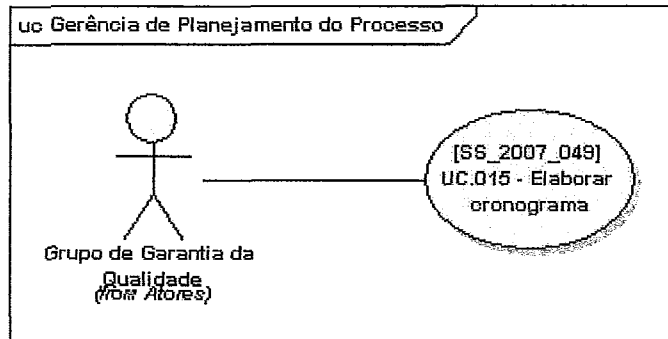 uc Gerência de Planejamento do Processo
[SS_2007_049]
UC.015 - Elaborar
cronograma
Grupo de Garantia da
Qualidade
(from Atores)